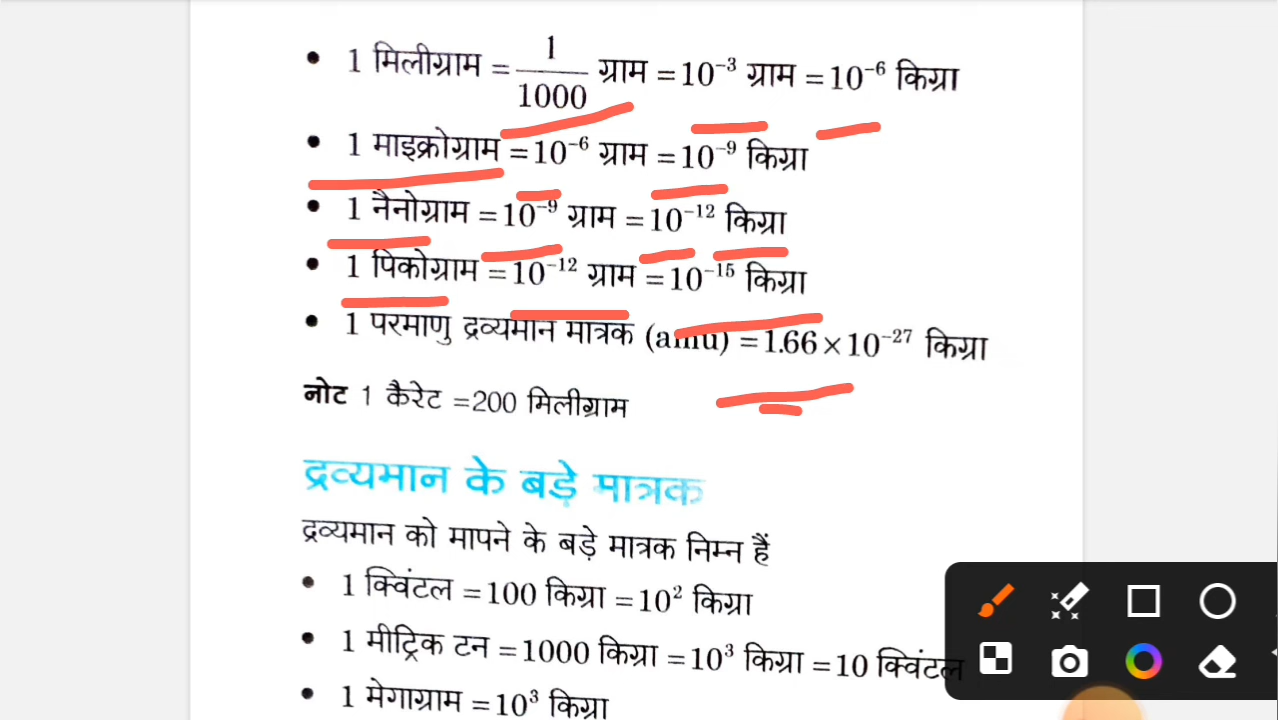 • 1 मिलीग्राम = 1/1000 ग्राम = 10⁻³ ग्राम = 10⁻⁶ किग्रा
• 1 माइक्रोग्राम = 10⁻⁶ ग्राम = 10⁻⁹ किग्रा
• 1 नैनोग्राम = 10⁻⁹ ग्राम = 10⁻¹² किग्रा
• 1 पिकोग्राम = 10⁻¹² ग्राम = 10⁻¹⁵ किग्रा
• 1 परमाणु द्रव्यमान मात्रक (amu) = 1.66 × 10⁻²⁷ किग्रा
नोट 1 कैरेट = 200 मिलीग्राम
द्रव्यमान के बड़े मात्रक
द्रव्यमान को मापने के बड़े मात्रक निम्न हैं
• 1 क्विंटल = 100 किग्रा = 10² किग्रा
• 1 मीट्रिक टन = 1000 किग्रा = 10³ किग्रा = 10 क्विंटल
• 1 मेगाग्राम = 10³ किग्रा